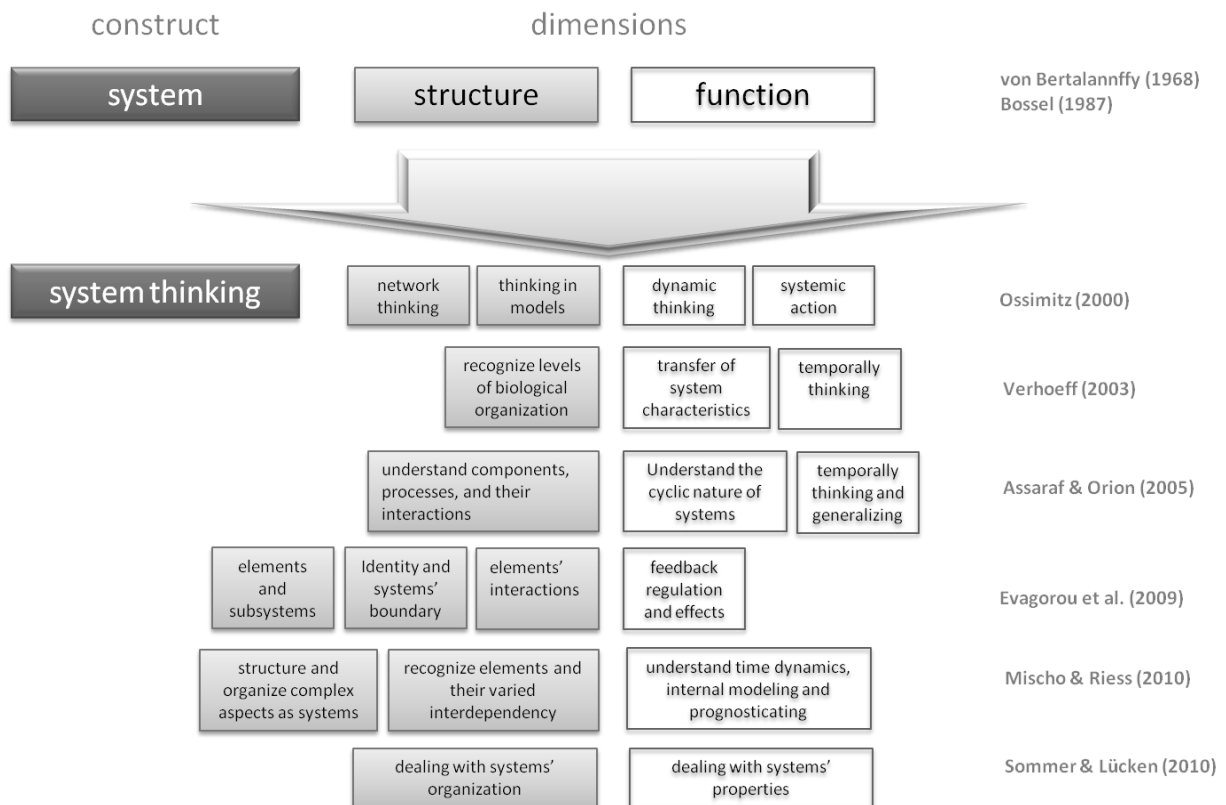 construct
dimensions
system
structure
function
von Bertalannffy (1968)
Bossel (1987)
system thinking
network
thinking
thinking in
models
dynamic
thinking
systemic
action
Ossimitz (2000)
recognize levels
of biological
organization
transfer of
system
characteristics
temporally
thinking
Verhoeff (2003)
understand components,
processes, and their
interactions
Understand the
cyclic nature of
systems
temporally
thinking and
generalizing
Assaraf & Orion (2005)
elements
and
subsystems
Identity and
systems’
boundary
elements’
interactions
feedback
regulation
and effects
Evagorou et al. (2009)
structure and
organize complex
aspects as systems
recognize elements and
their varied
interdependency
understand time dynamics,
internal modeling and
prognosticating
Mischo & Riess (2010)
dealing with systems’
organization
dealing with systems’
properties
Sommer & Lücken (2010)